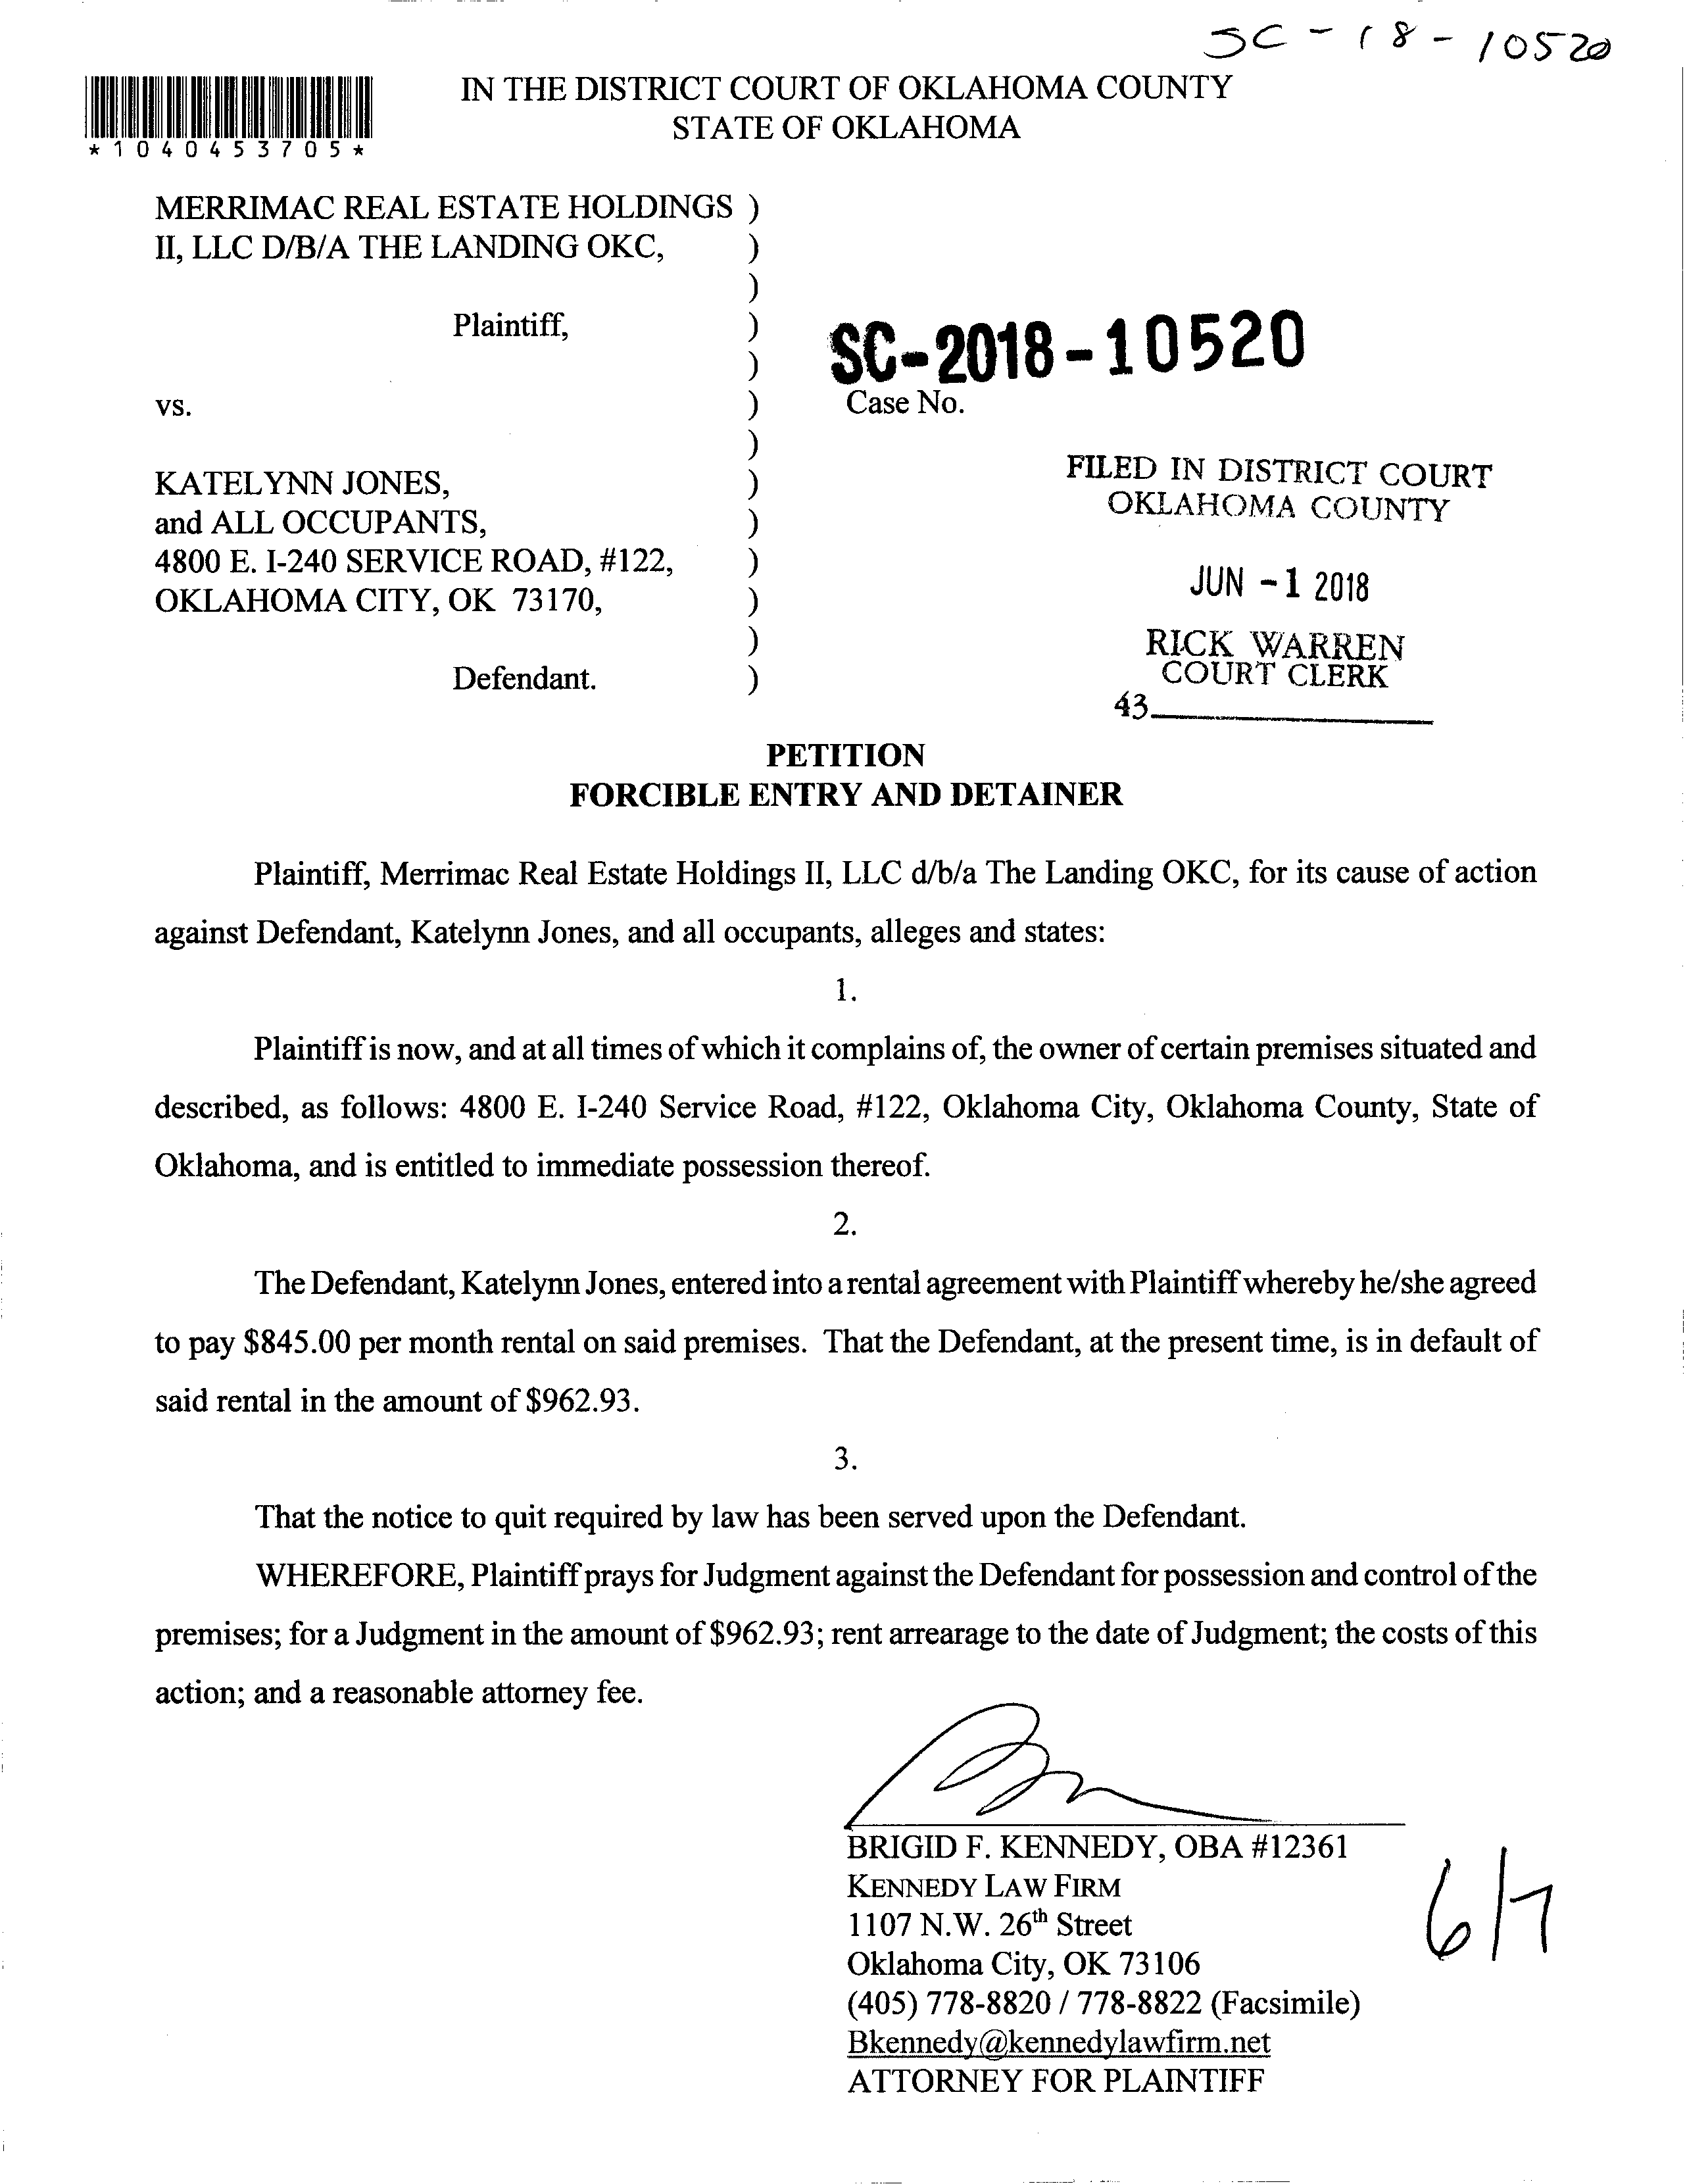 SC-18-10520
*1040453705*
IN THE DISTRICT COURT OF OKLAHOMA COUNTY
STATE OF OKLAHOMA
MERRIMAC REAL ESTATE HOLDINGS )
II, LLC D/B/A THE LANDING OKC, )
)
Plaintiff, )
)
SC-2018-10520
vs. ) Case No.
)
KATELYNN JONES, )
and ALL OCCUPANTS, )
4800 E. I-240 SERVICE ROAD, #122, )
OKLAHOMA CITY, OK 73170, )
)
Defendant. )
FILED IN DISTRICT COURT
OKLAHOMA COUNTY
JUN -1 2018
RICK WARREN
COURT CLERK
43
PETITION
FORCIBLE ENTRY AND DETAINER
Plaintiff, Merrimac Real Estate Holdings II, LLC d/b/a The Landing OKC, for its cause of action
against Defendant, Katelynn Jones, and all occupants, alleges and states:
1.
Plaintiff is now, and at all times of which it complains of, the owner of certain premises situated and
described, as follows: 4800 E. I-240 Service Road, #122, Oklahoma City, Oklahoma County, State of
Oklahoma, and is entitled to immediate possession thereof.
2.
The Defendant, Katelynn Jones, entered into a rental agreement with Plaintiff whereby he/she agreed
to pay $845.00 per month rental on said premises. That the Defendant, at the present time, is in default of
said rental in the amount of $962.93.
3.
That the notice to quit required by law has been served upon the Defendant.
WHEREFORE, Plaintiff prays for Judgment against the Defendant for possession and control of the
premises; for a Judgment in the amount of $962.93; rent arrearage to the date of Judgment; the costs of this
action; and a reasonable attorney fee.
BRIGID F. KENNEDY, OBA #12361
KENNEDY LAW FIRM
1107 N.W. 26th Street
Oklahoma City, OK 73106
(405) 778-8820 / 778-8822 (Facsimile)
Bkennedy@kennedylawfirm.net
ATTORNEY FOR PLAINTIFF
6/7